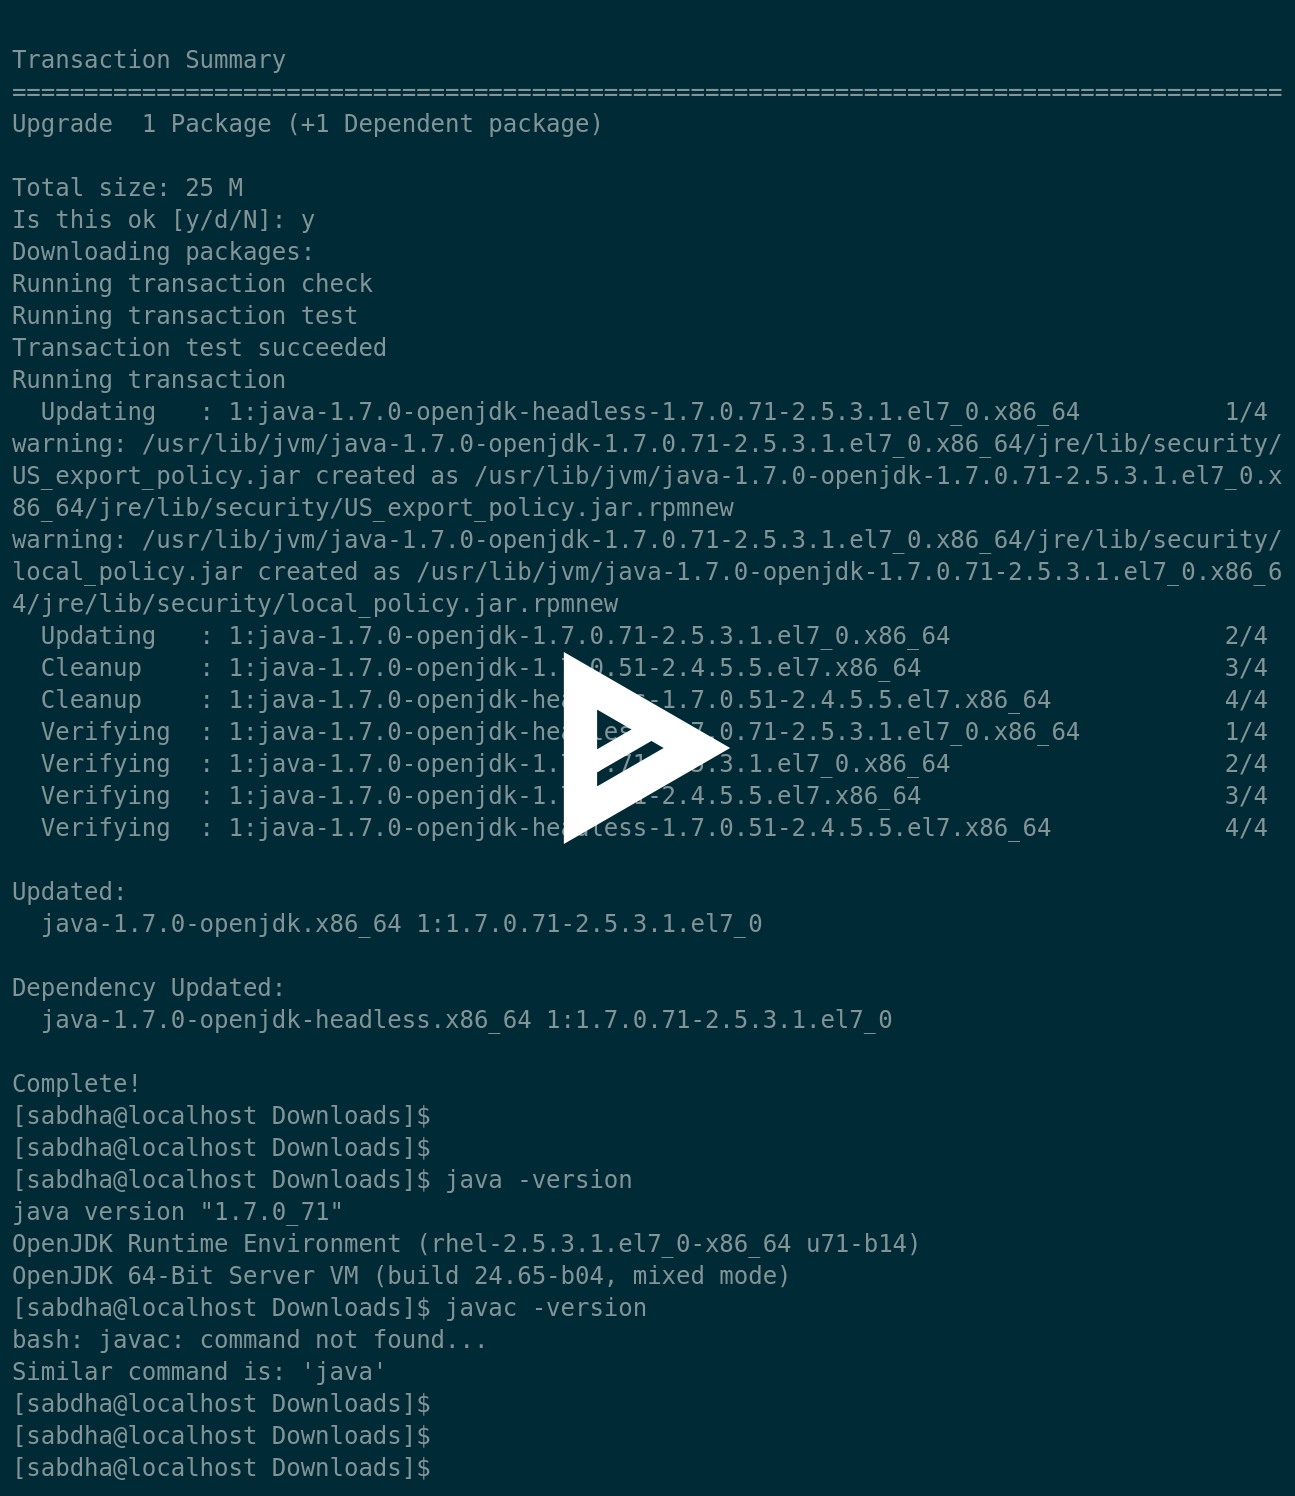 Transaction Summary
========================================================================================
Upgrade  1 Package (+1 Dependent package)
Total size: 25 M
Is this ok [y/d/N]: y
Downloading packages:
Running transaction check
Running transaction test
Transaction test succeeded
Running transaction
  Updating   : 1:java-1.7.0-openjdk-headless-1.7.0.71-2.5.3.1.el7_0.x86_64          1/4
warning: /usr/lib/jvm/java-1.7.0-openjdk-1.7.0.71-2.5.3.1.el7_0.x86_64/jre/lib/security/
US_export_policy.jar created as /usr/lib/jvm/java-1.7.0-openjdk-1.7.0.71-2.5.3.1.el7_0.x
86_64/jre/lib/security/US_export_policy.jar.rpmnew
warning: /usr/lib/jvm/java-1.7.0-openjdk-1.7.0.71-2.5.3.1.el7_0.x86_64/jre/lib/security/
local_policy.jar created as /usr/lib/jvm/java-1.7.0-openjdk-1.7.0.71-2.5.3.1.el7_0.x86_6
4/jre/lib/security/local_policy.jar.rpmnew
  Updating   : 1:java-1.7.0-openjdk-1.7.0.71-2.5.3.1.el7_0.x86_64                   2/4
  Cleanup    : 1:java-1.7.0-openjdk-1.7.0.51-2.4.5.5.el7.x86_64                     3/4
  Cleanup    : 1:java-1.7.0-openjdk-headless-1.7.0.51-2.4.5.5.el7.x86_64            4/4
  Verifying  : 1:java-1.7.0-openjdk-headless-1.7.0.71-2.5.3.1.el7_0.x86_64          1/4
  Verifying  : 1:java-1.7.0-openjdk-1.7.0.71-2.5.3.1.el7_0.x86_64                   2/4
  Verifying  : 1:java-1.7.0-openjdk-1.7.0.51-2.4.5.5.el7.x86_64                     3/4
  Verifying  : 1:java-1.7.0-openjdk-headless-1.7.0.51-2.4.5.5.el7.x86_64            4/4
Updated:
  java-1.7.0-openjdk.x86_64 1:1.7.0.71-2.5.3.1.el7_0
Dependency Updated:
  java-1.7.0-openjdk-headless.x86_64 1:1.7.0.71-2.5.3.1.el7_0
Complete!
[sabdha@localhost Downloads]$
[sabdha@localhost Downloads]$
[sabdha@localhost Downloads]$ java -version
java version "1.7.0_71"
OpenJDK Runtime Environment (rhel-2.5.3.1.el7_0-x86_64 u71-b14)
OpenJDK 64-Bit Server VM (build 24.65-b04, mixed mode)
[sabdha@localhost Downloads]$ javac -version
bash: javac: command not found...
Similar command is: 'java'
[sabdha@localhost Downloads]$
[sabdha@localhost Downloads]$
[sabdha@localhost Downloads]$